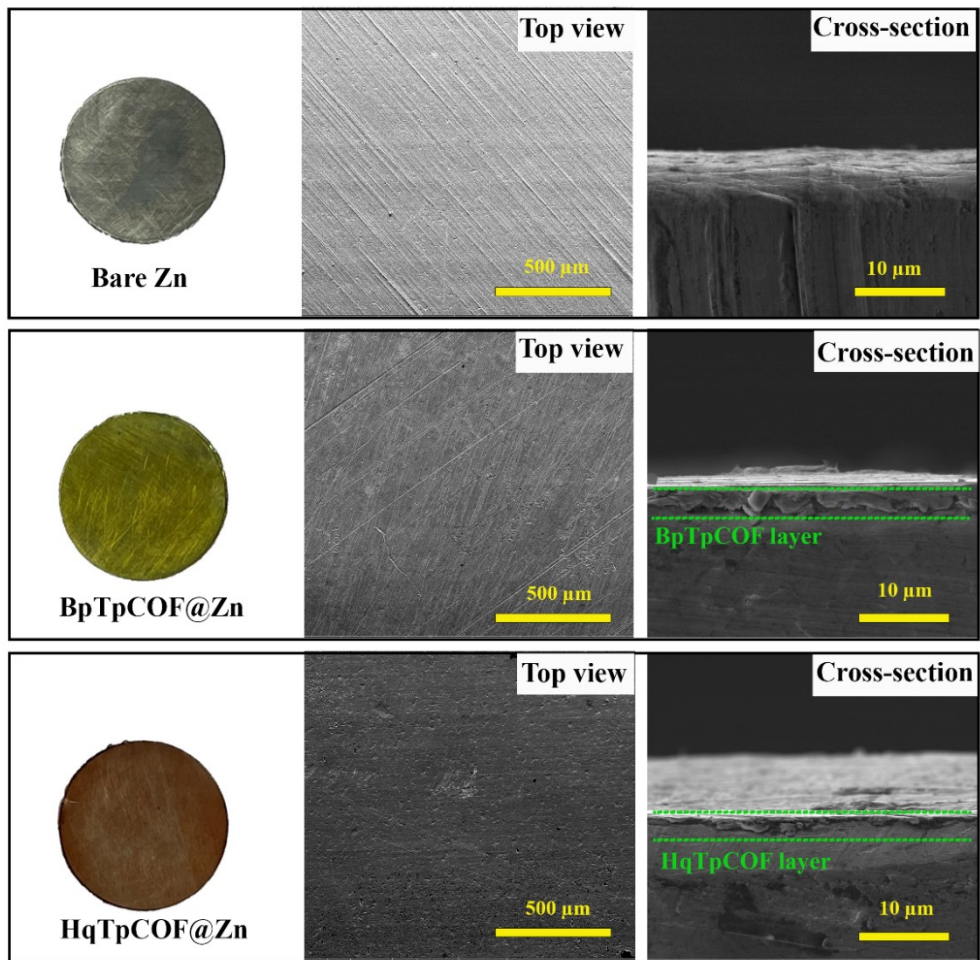 Top view
Cross-section
500 µm
10 µm
Bare Zn
Top view
Cross-section
BpTpCOF layer
500 µm
10 µm
BpTpCOF@Zn
Top view
Cross-section
HqTpCOF layer
500 µm
10 µm
HqTpCOF@Zn